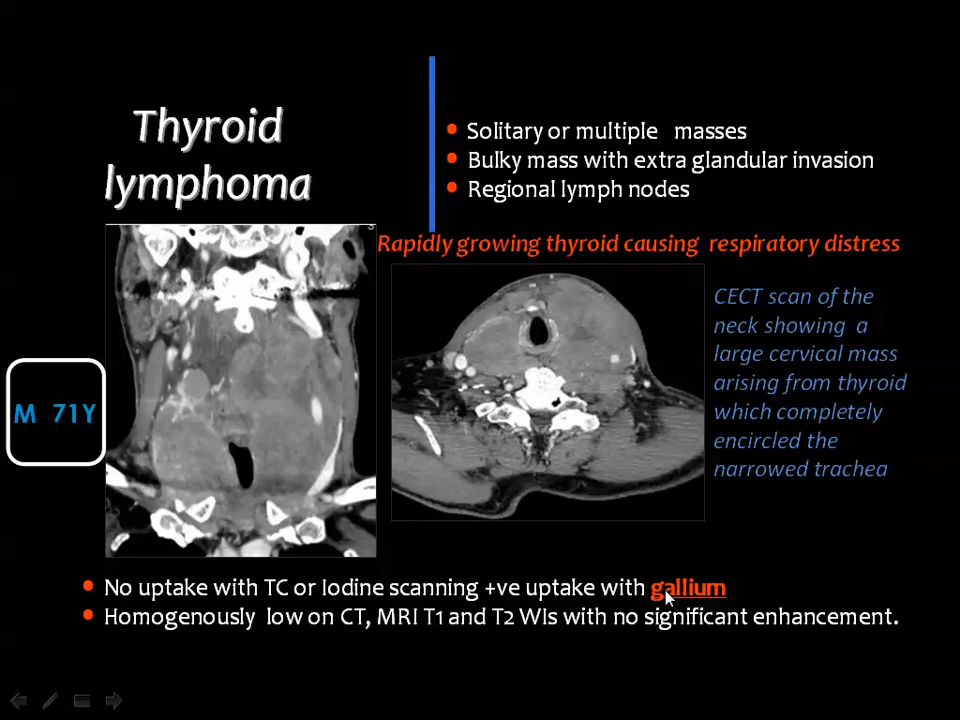 Thyroid
lymphoma
• Solitary or multiple masses
• Bulky mass with extra glandular invasion
• Regional lymph nodes
Rapidly growing thyroid causing respiratory distress
CECT scan of the
neck showing a
large cervical mass
arising from thyroid
which completely
encircled the
narrowed trachea
M 71Y
• No uptake with TC or Iodine scanning +ve uptake with gallium
• Homogenously low on CT, MRI T1 and T2 WIs with no significant enhancement.